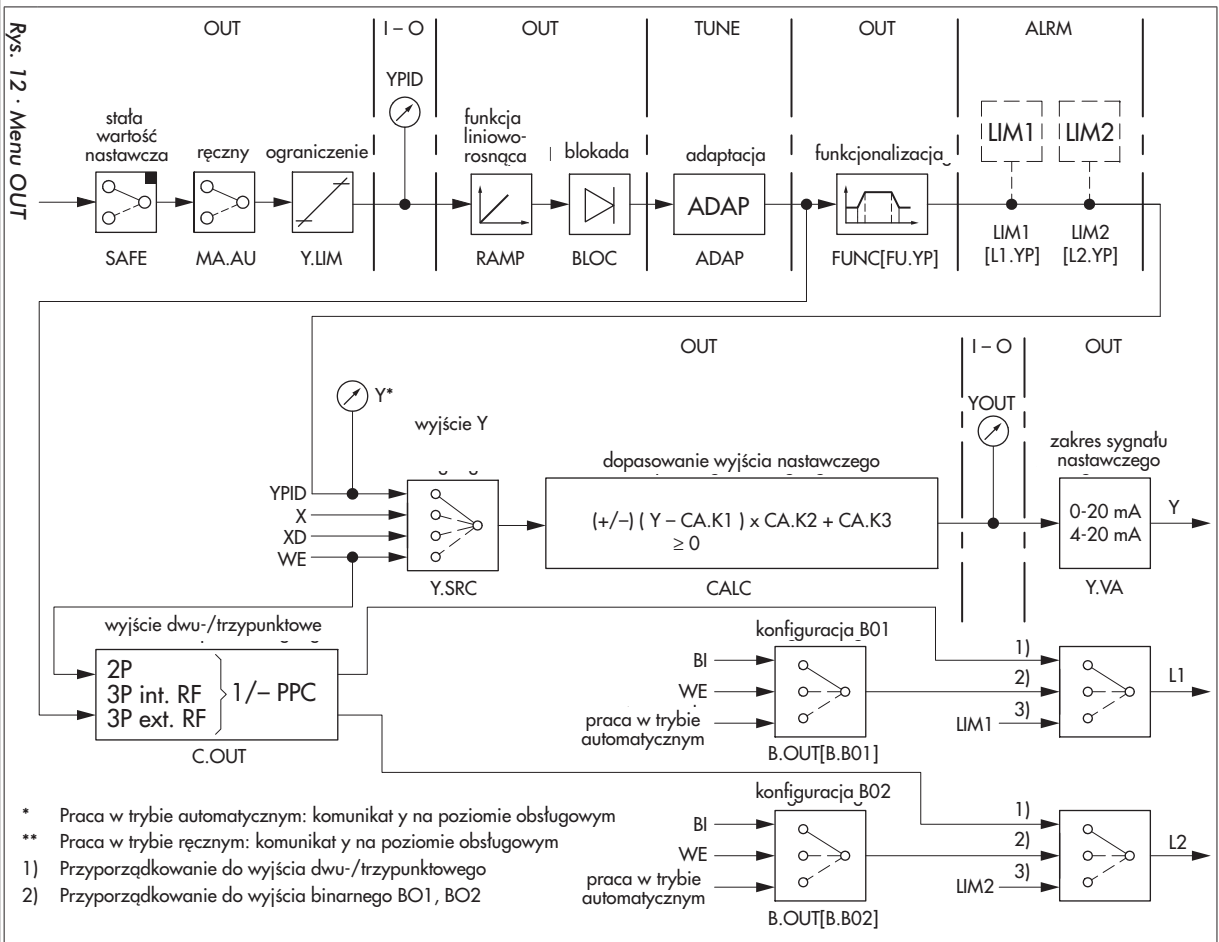 Rys. 12 · Menu OUT
OUT
I – O
OUT
TUNE
OUT
ALRM
YPID
stała
wartość
nastawcza
ręczny
ograniczenie
funkcja
liniowo-
rosnąca
blokada
adaptacja
funkcjonalizacja
LIM1
LIM2
ADAP
SAFE
MA.AU
Y.LIM
RAMP
BLOC
ADAP
FUNC[FU.YP]
LIM1
[L1.YP]
LIM2
[L2.YP]
OUT
I – O
OUT
Y*
YOUT
wyjście Y
dopasowanie wyjścia nastawczego
zakres sygnału
nastawczego
YPID
X
XD
WE
(+/–) ( Y – CA.K1 ) x CA.K2 + CA.K3
≥ 0
0-20 mA
4-20 mA
Y
Y.SRC
CALC
Y.VA
wyjście dwu-/trzypunktowe
2P
3P int. RF
3P ext. RF
1/– PPC
C.OUT
konfiguracja B01
BI
WE
praca w trybie
automatycznym
B.OUT[B.B01]
1)
2)
3)
LIM1
L1
konfiguracja B02
BI
WE
praca w trybie
automatycznym
B.OUT[B.B02]
1)
2)
3)
LIM2
L2
* Praca w trybie automatycznym: komunikat y na poziomie obsługowym
** Praca w trybie ręcznym: komunikat y na poziomie obsługowym
1) Przyporządkowanie do wyjścia dwu-/trzypunktowego
2) Przyporządkowanie do wyjścia binarnego BO1, BO2